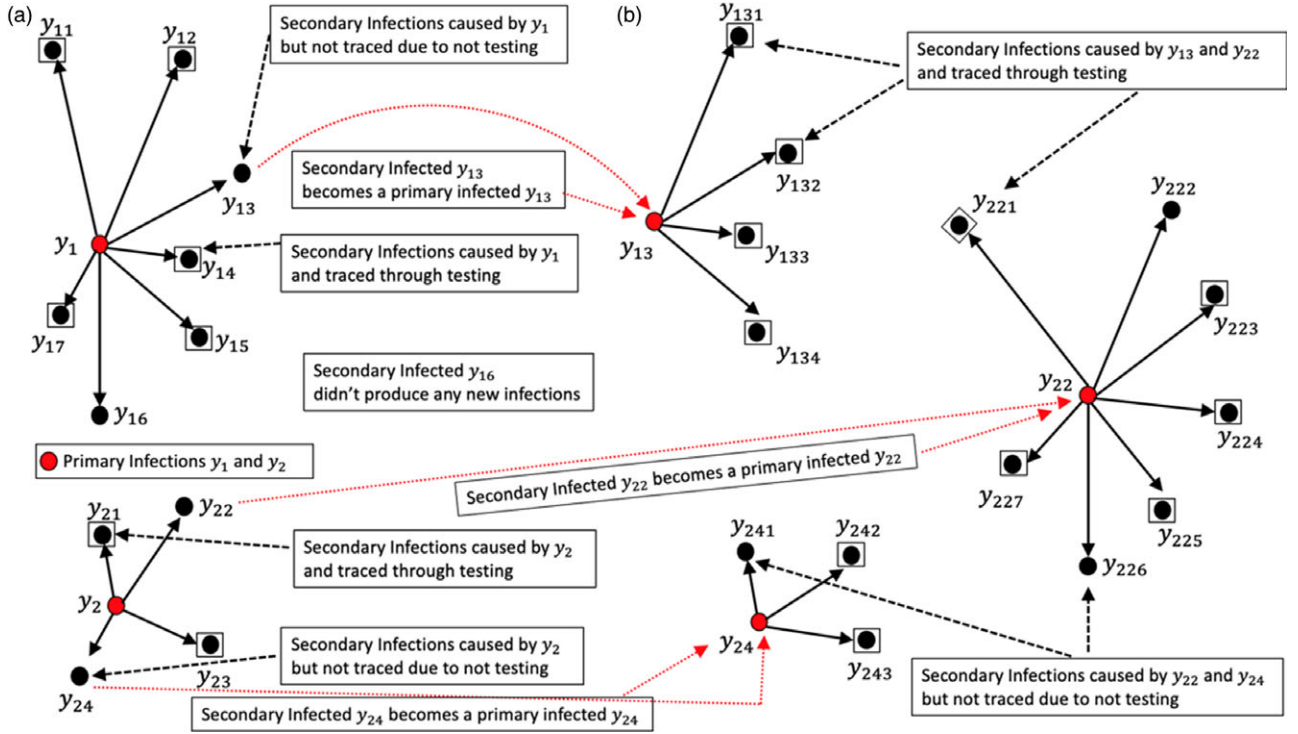 (a)
y₁₁
y₁₂
Secondary Infections caused by y₁
but not traced due to not testing
y₁₃
Secondary Infected y₁₃
becomes a primary infected y₁₃
y₁
y₁₄
Secondary Infections caused by y₁
and traced through testing
y₁₇
y₁₅
Secondary Infected y₁₆
didn't produce any new infections
y₁₆
Primary Infections y₁ and y₂
y₂₁
y₂₂
Secondary Infections caused by y₂
and traced through testing
y₂
y₂₃
Secondary Infections caused by y₂
but not traced due to not testing
y₂₄
Secondary Infected y₂₄ becomes a primary infected y₂₄
(b)
y₁₃₁
Secondary Infections caused by y₁₃ and y₂₂
and traced through testing
y₁₃₂
y₁₃
y₁₃₃
y₁₃₄
y₂₂₁
y₂₂₂
y₂₂₃
y₂₂
y₂₂₄
Secondary Infected y₂₂ becomes a primary infected y₂₂
y₂₂₇
y₂₂₅
y₂₂₆
y₂₄₁
y₂₄₂
y₂₄
y₂₄₃
Secondary Infections caused by y₂₂ and y₂₄
but not traced due to not testing